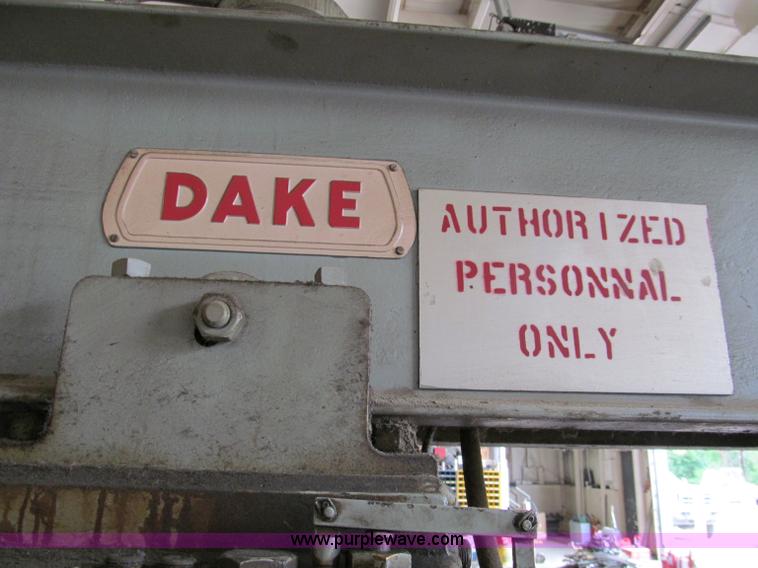 DAKE
AUTHORIZED
PERSONNAL
ONLY
www.purplewave.com